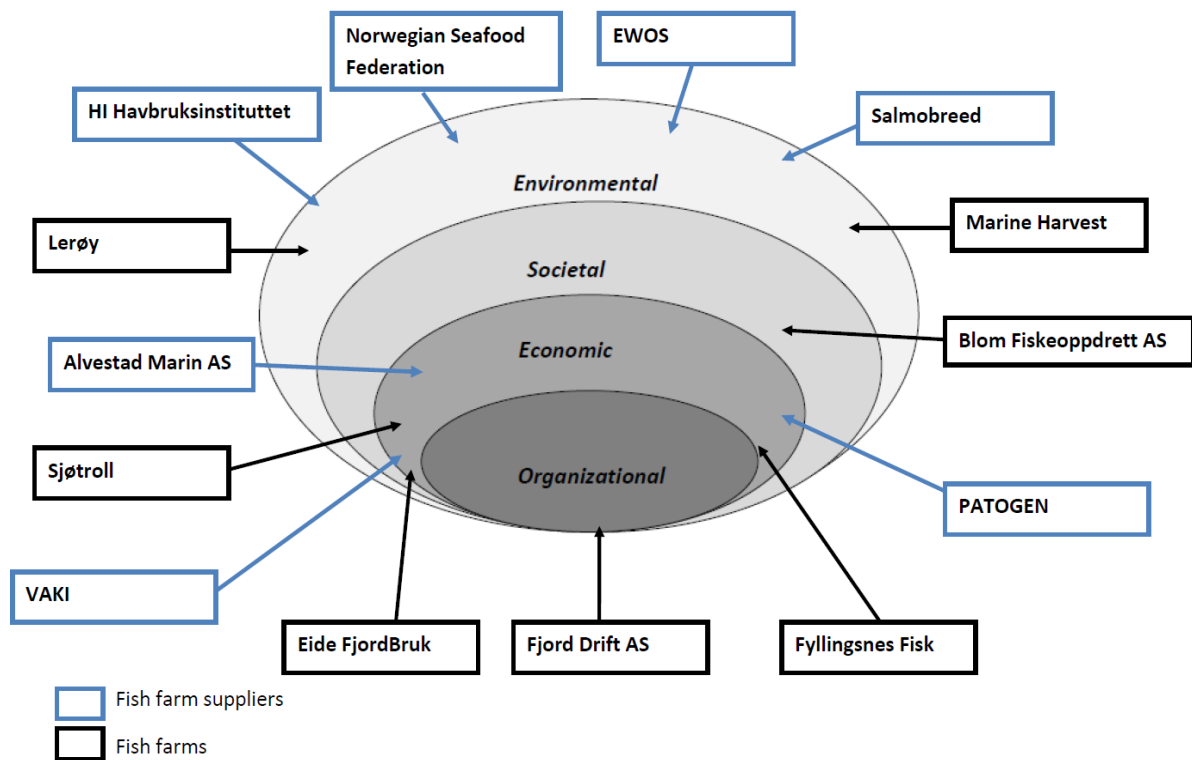 Norwegian Seafood
Federation
EWOS
HI Havbruksinstituttet
Salmobreed
Environmental
Lerøy
Marine Harvest
Societal
Alvestad Marin AS
Economic
Blom Fiskeoppdrett AS
Sjøtroll
Organizational
PATOGEN
VAKI
Eide FjordBruk
Fjord Drift AS
Fyllingsnes Fisk
Fish farm suppliers
Fish farms